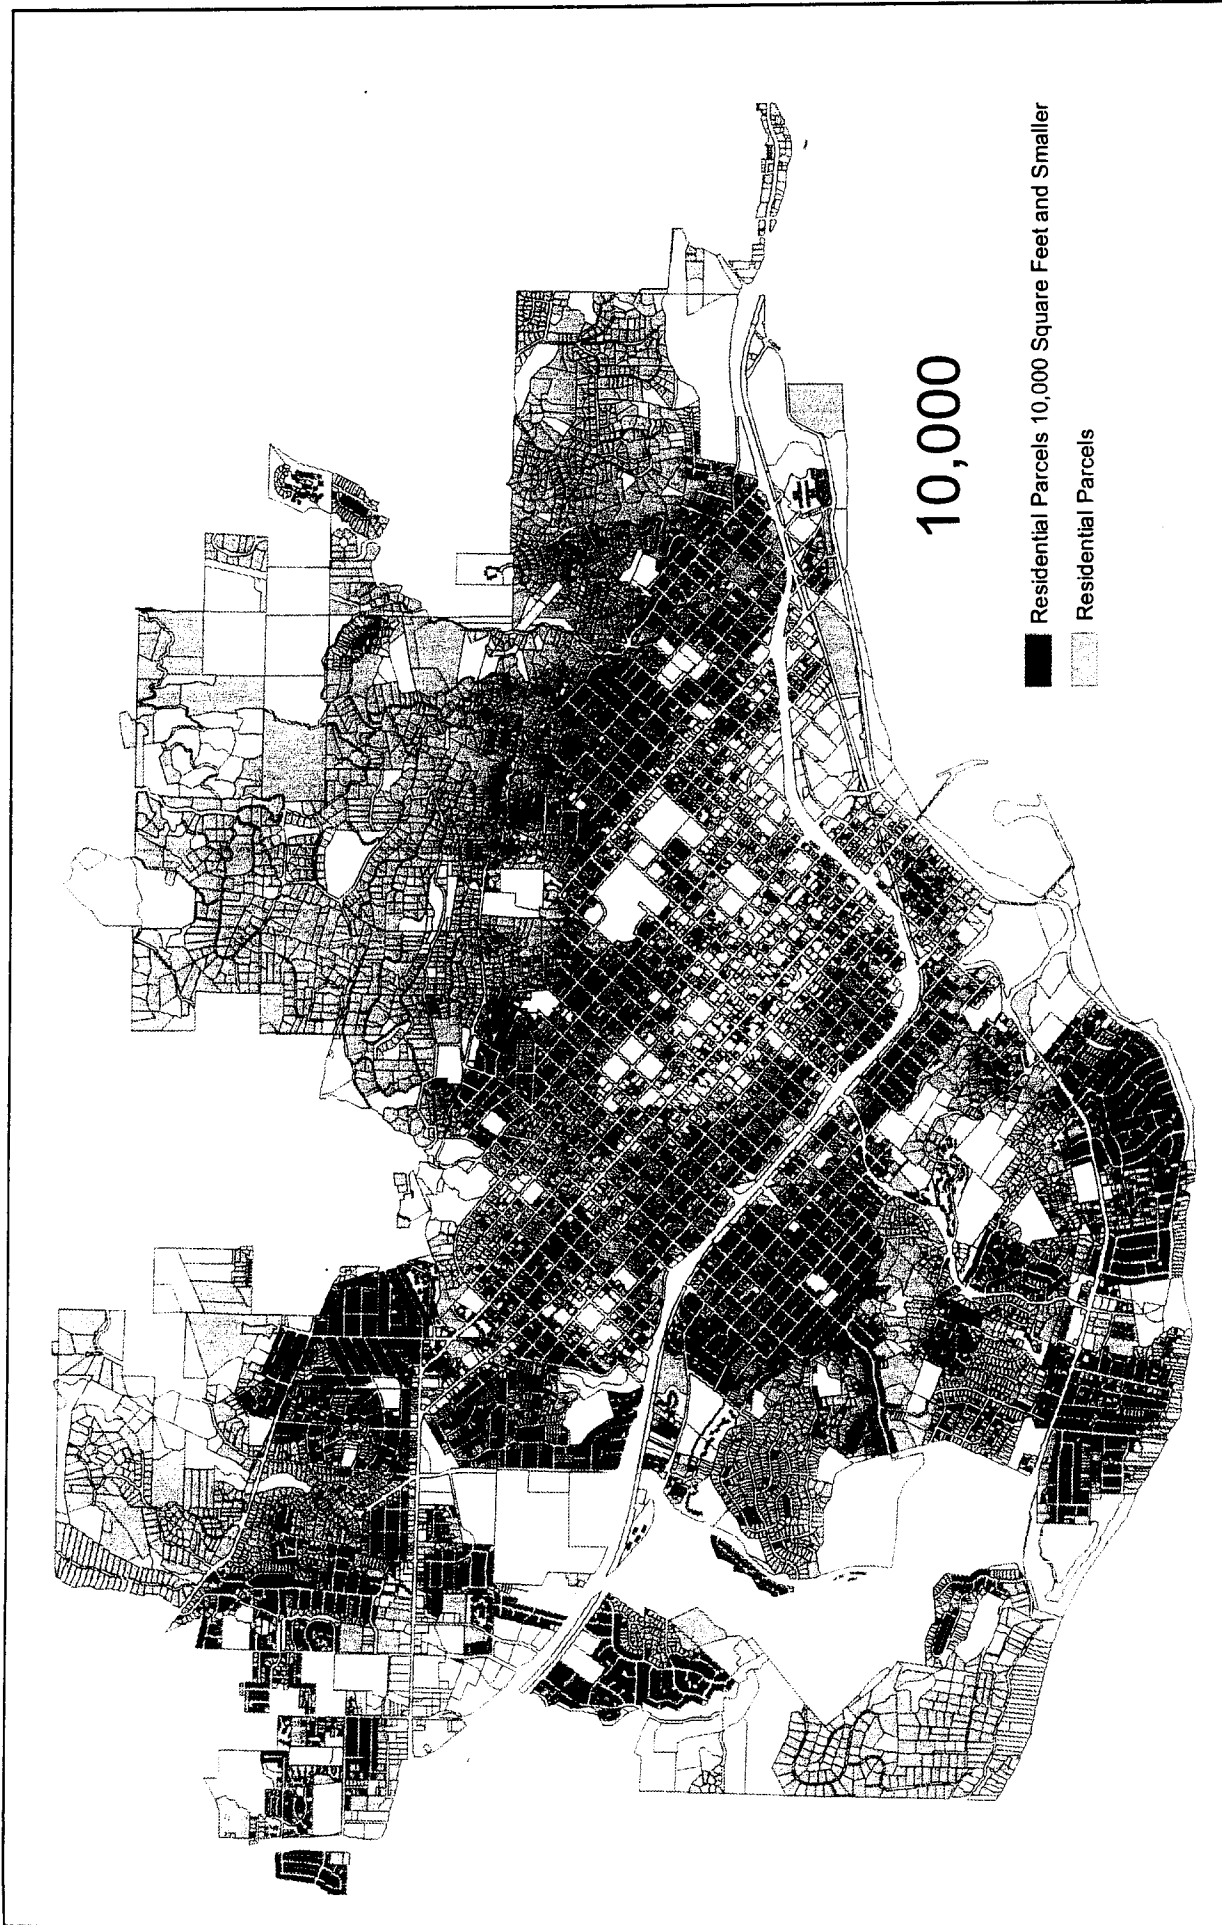 10,000
Residential Parcels 10,000 Square Feet and Smaller
Residential Parcels